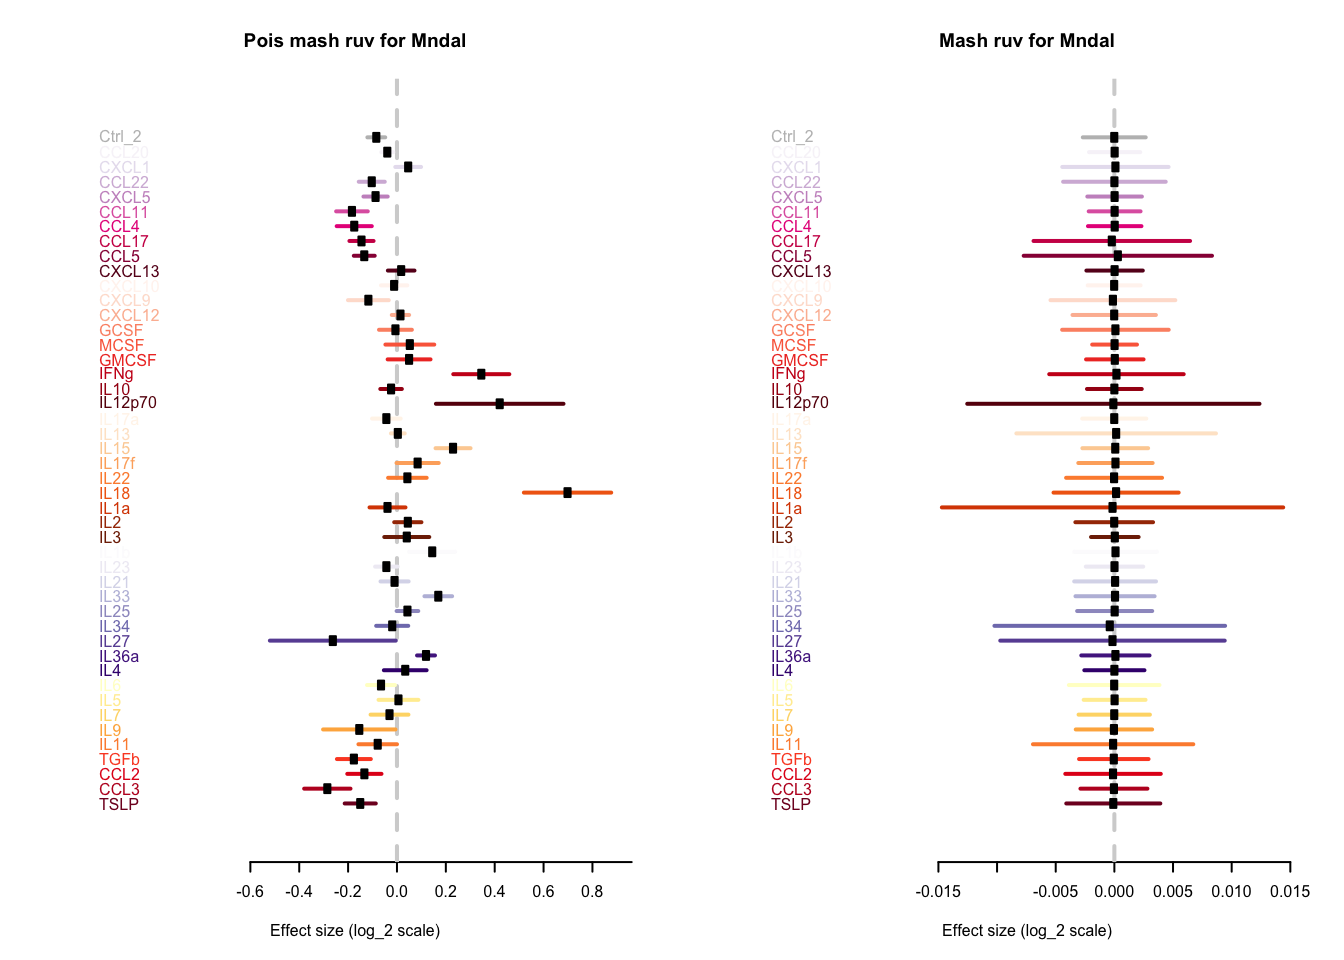 Pois mash ruv for Mndal
Ctrl_2
CCL20
CXCL1
CCL22
CXCL5
CCL11
CCL4
CCL17
CCL5
CXCL13
CXCL10
CXCL9
CXCL12
GCSF
MCSF
GMCSF
IFNg
IL10
IL12p70
IL17a
IL13
IL15
IL17f
IL22
IL18
IL1a
IL2
IL3
IL23
IL21
IL33
IL25
IL34
IL27
IL36a
IL4
IL5
IL7
IL9
IL11
TGFb
CCL2
CCL3
TSLP
-0.6 -0.4 -0.2 0.0 0.2 0.4 0.6 0.8
Effect size (log_2 scale)
Mash ruv for Mndal
Ctrl_2
CCL20
CXCL1
CCL22
CXCL5
CCL11
CCL4
CCL17
CCL5
CXCL13
CXCL10
CXCL9
CXCL12
GCSF
MCSF
GMCSF
IFNg
IL10
IL12p70
IL17a
IL13
IL15
IL17f
IL22
IL18
IL1a
IL2
IL3
IL23
IL21
IL33
IL25
IL34
IL27
IL36a
IL4
IL5
IL7
IL9
IL11
TGFb
CCL2
CCL3
TSLP
-0.015 -0.005 0.000 0.005 0.010 0.015
Effect size (log_2 scale)